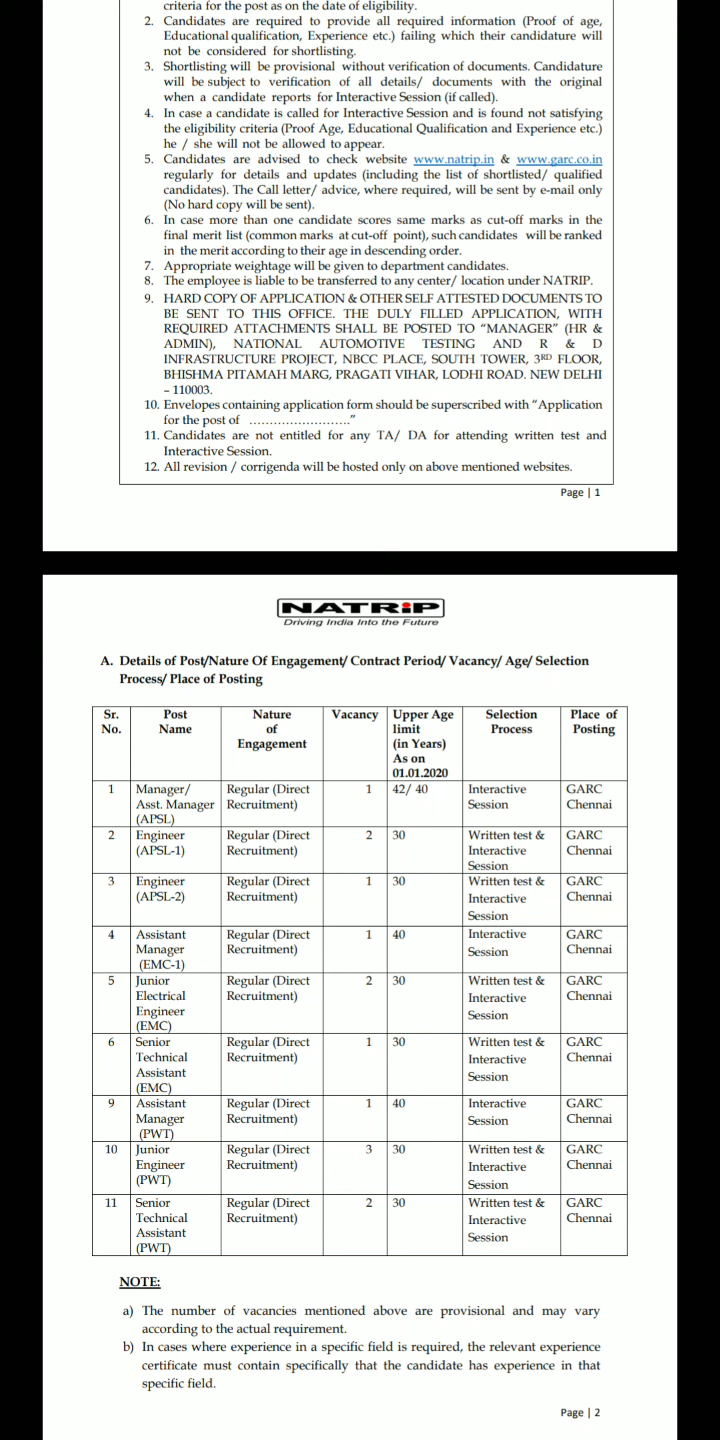 criteria for the post as on the date of eligibility.
2. Candidates are required to provide all required information (Proof of age,
Educational qualification, Experience etc.) failing which their candidature will
not be considered for shortlisting.
3. Shortlisting will be provisional without verification of documents. Candidature
will be subject to verification of all details/ documents with the original
when a candidate reports for Interactive Session (if called).
4. In case a candidate is called for Interactive Session and is found not satisfying
the eligibility criteria (Proof Age, Educational Qualification and Experience etc.)
he / she will not be allowed to appear.
5. Candidates are advised to check website www.natrip.in & www.garc.co.in
regularly for details and updates (including the list of shortlisted/ qualified
candidates). The Call letter/ advice, where required, will be sent by e-mail only
(No hard copy will be sent).
6. In case more than one candidate scores same marks as cut-off marks in the
final merit list (common marks at cut-off point), such candidates will be ranked
in the merit according to their age in descending order.
7. Appropriate weightage will be given to department candidates.
8. The employee is liable to be transferred to any center/ location under NATRIP.
9. HARD COPY OF APPLICATION & OTHER SELF ATTESTED DOCUMENTS TO
BE SENT TO THIS OFFICE. THE DULY FILLED APPLICATION, WITH
REQUIRED ATTACHMENTS SHALL BE POSTED TO “MANAGER” (HR &
ADMIN), NATIONAL AUTOMOTIVE TESTING AND R & D
INFRASTRUCTURE PROJECT, NBCC PLACE, SOUTH TOWER, 3RD FLOOR,
BHISHMA PITAMAH MARG, PRAGATI VIHAR, LODHI ROAD. NEW DELHI
– 110003.
10. Envelopes containing application form should be superscribed with “Application
for the post of ……………………..”
11. Candidates are not entitled for any TA/ DA for attending written test and
Interactive Session.
12. All revision / corrigenda will be hosted only on above mentioned websites.
Page | 1
NATRiP
Driving India Into the Future
A. Details of Post/Nature Of Engagement/ Contract Period/ Vacancy/ Age/ Selection
Process/ Place of Posting
Sr. Post Nature Vacancy Upper Age Selection Place of
No. Name of limit Process Posting
Engagement (in Years)
As on
01.01.2020
1 Manager/ Regular (Direct 1 42/ 40 Interactive GARC
Asst. Manager Recruitment) Session Chennai
(APSL)
2 Engineer Regular (Direct 2 30 Written test & GARC
(APSL-1) Recruitment) Interactive Chennai
Session
3 Engineer Regular (Direct 1 30 Written test & GARC
(APSL-2) Recruitment) Interactive Chennai
Session
4 Assistant Regular (Direct 1 40 Interactive GARC
Manager Recruitment) Session Chennai
(EMC-1)
5 Junior Regular (Direct 2 30 Written test & GARC
Electrical Recruitment) Interactive Chennai
Engineer Session
(EMC)
6 Senior Regular (Direct 1 30 Written test & GARC
Technical Recruitment) Interactive Chennai
Assistant Session
(EMC)
9 Assistant Regular (Direct 1 40 Interactive GARC
Manager Recruitment) Session Chennai
(PWT)
10 Junior Regular (Direct 3 30 Written test & GARC
Engineer Recruitment) Interactive Chennai
(PWT) Session
11 Senior Regular (Direct 2 30 Written test & GARC
Technical Recruitment) Interactive Chennai
Assistant Session
(PWT)
NOTE:
a) The number of vacancies mentioned above are provisional and may vary
according to the actual requirement.
b) In cases where experience in a specific field is required, the relevant experience
certificate must contain specifically that the candidate has experience in that
specific field.
Page | 2